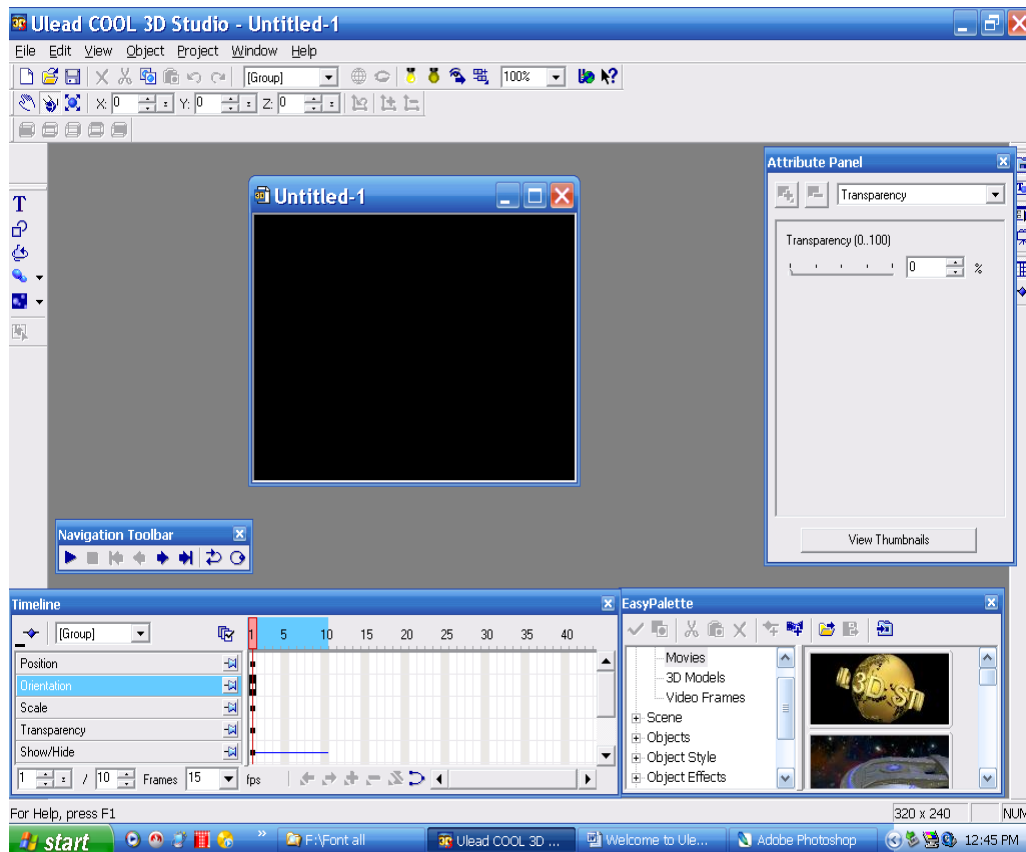 Ulead COOL 3D Studio - Untitled-1
File Edit View Object Project Window Help
[Group] 100%
X: 0 Y: 0 Z: 0
Attribute Panel
Transparency
Transparency (0..100)
0 %
View Thumbnails
Untitled-1
T
Navigation Toolbar
Timeline
[Group] 1 5 10 15 20 25 30 35 40
Position
Orientation
Scale
Transparency
Show/Hide
1 / 10 Frames 15 fps
EasyPalette
Movies
3D Models
Video Frames
Scene
Objects
Object Style
Object Effects
For Help, press F1 320 x 240 NUM
start F:\Font all Ulead COOL 3D ... Welcome to Ule... Adobe Photoshop 12:45 PM